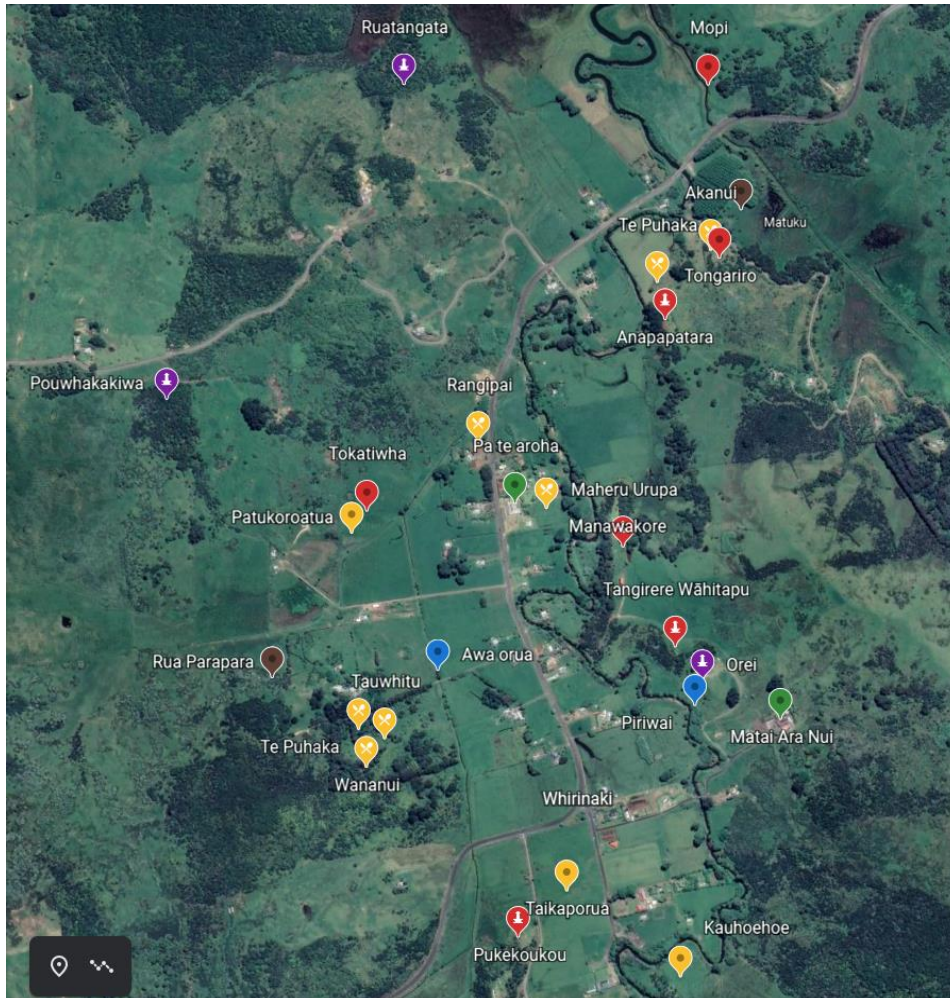 Ruatangata
Mopi
Akanui
Matuku
Te Puhaka
Tongariro
Anapapatara
Pouwhakakiwa
Rangipai
Pa te aroha
Tokatiwha
Maheru Urupa
Patukoroatua
Manawakore
Tangirere Wāhitapu
Rua Parapara
Awa orua
Orei
Tauwhitu
Piriwai
Matai Ara Nui
Te Puhaka
Wananui
Whirinaki
Taikaporua
Kauhoehoe
Pukekoukou